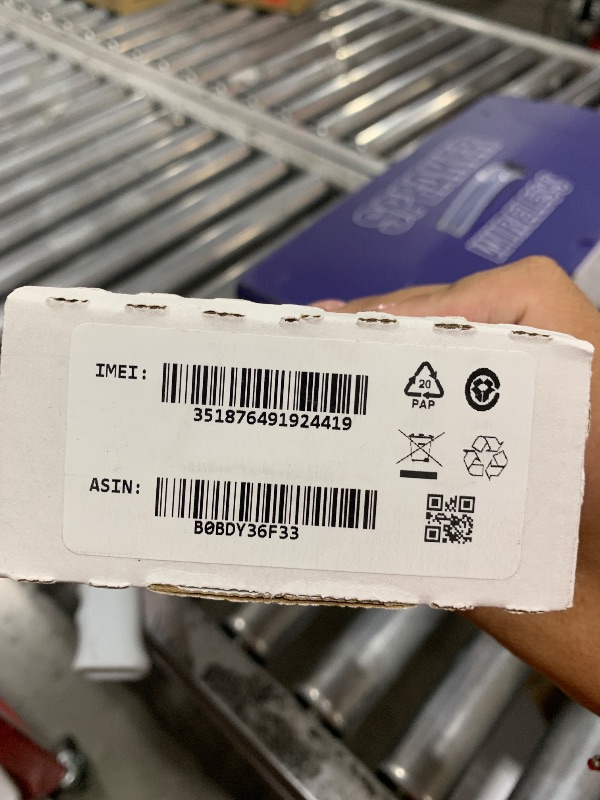 IMEI:
351876491924419
20
PAP
ASIN:
B0BDY36F33